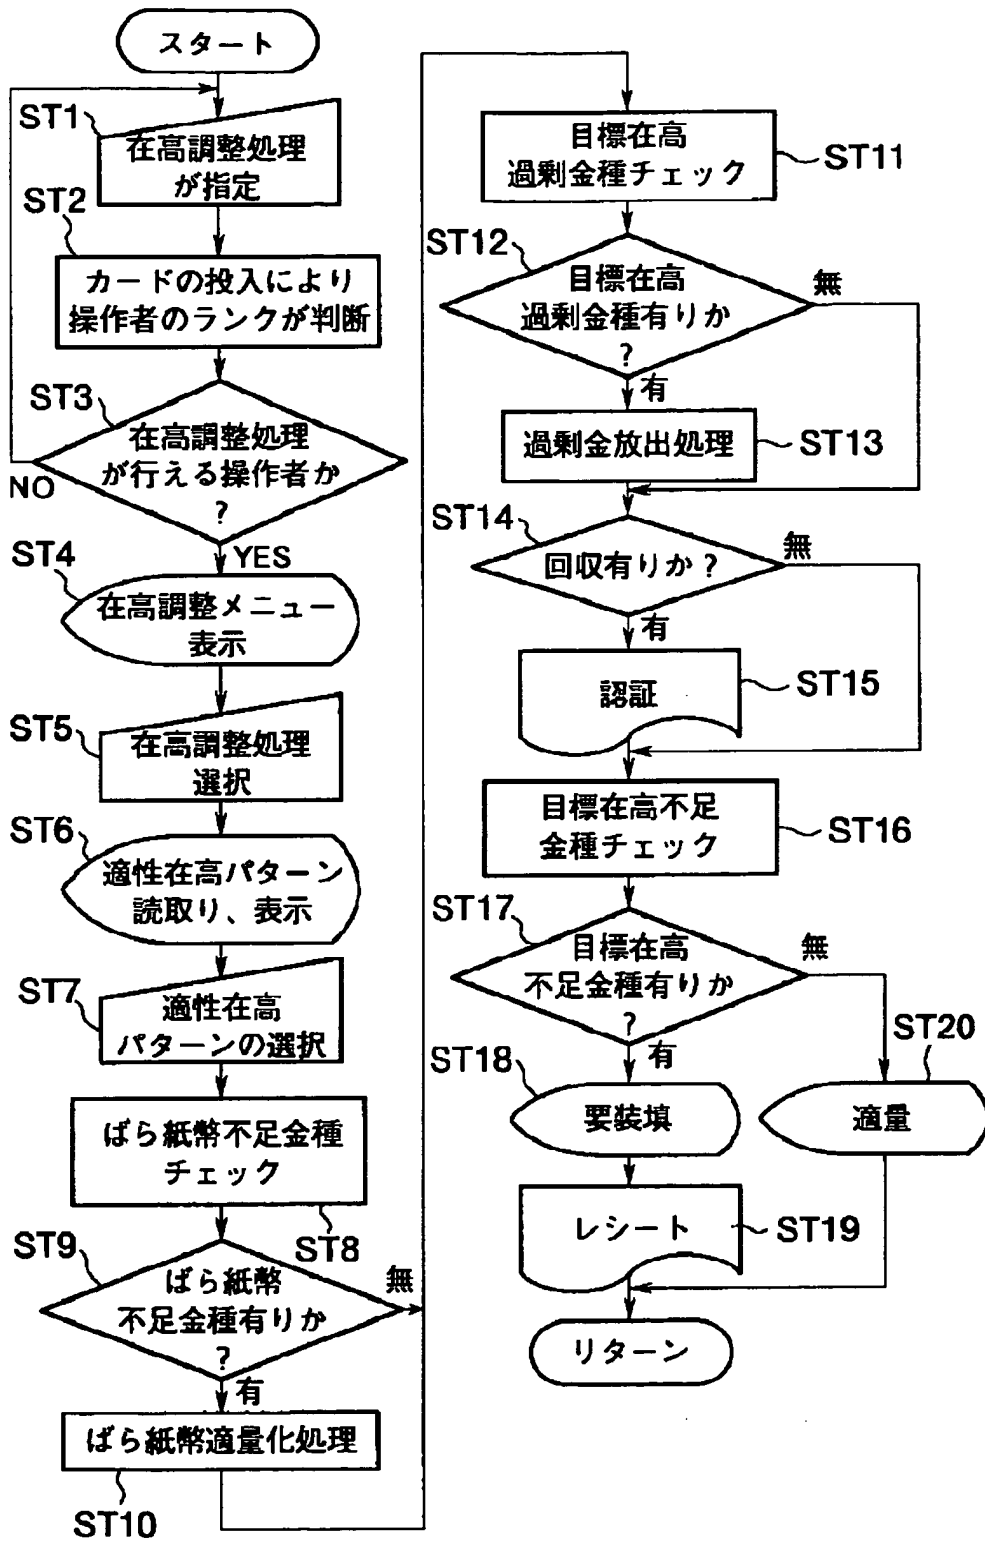 スタート
ST1
在高調整処理
が指定
ST2
カードの投入により
操作者のランクが判断
ST3
在高調整処理
が行える操作者か
?
NO
YES
ST4
在高調整メニュー
表示
ST5
在高調整処理
選択
ST6
適性在高パターン
読取り、表示
ST7
適性在高
パターンの選択
ばら紙幣不足金種
チェック
ST8
ST9
ばら紙幣
不足金種有りか
?
無
有
ばら紙幣適量化処理
ST10
目標在高
過剰金種チェック
ST11
ST12
目標在高
過剰金種有りか
?
無
有
過剰金放出処理
ST13
ST14
回収有りか?
無
有
認証
ST15
目標在高不足
金種チェック
ST16
ST17
目標在高
不足金種有りか
?
無
有
ST18
要装填
ST20
適量
レシート
ST19
リターン